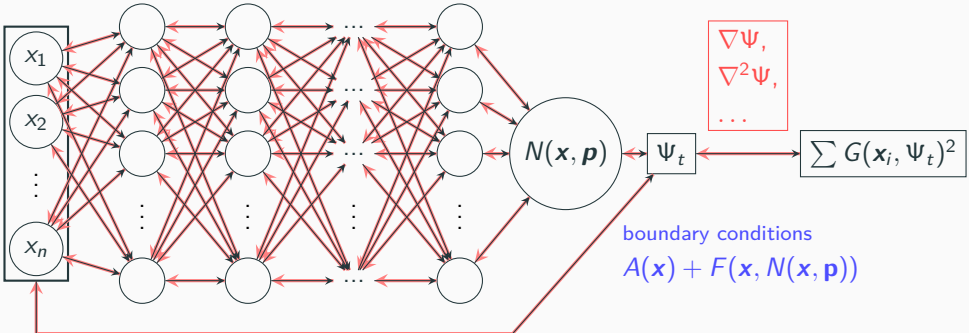 x₁
x₂
⋮
xₙ
⋮
⋮
...
...
...
⋮
...
⋮
N(x, p)
Ψₜ
∇Ψ,
∇²Ψ,
...
∑ G(xᵢ, Ψₜ)²
boundary conditions
A(x) + F(x, N(x, p))